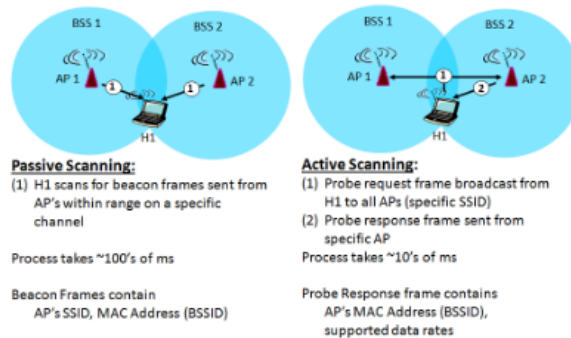 BSS 1
BSS 2
AP 1
1
1
AP 2
H1
Passive Scanning:
(1) H1 scans for beacon frames sent from
AP's within range on a specific
channel
Process takes ~100's of ms
Beacon Frames contain
AP's SSID, MAC Address (BSSID)
BSS 1
BSS 2
AP 1
1
2
AP 2
H1
Active Scanning:
(1) Probe request frame broadcast from
H1 to all APs (specific SSID)
(2) Probe response frame sent from
specific AP
Process takes ~10's of ms
Probe Response frame contains
AP's MAC Address (BSSID),
supported data rates